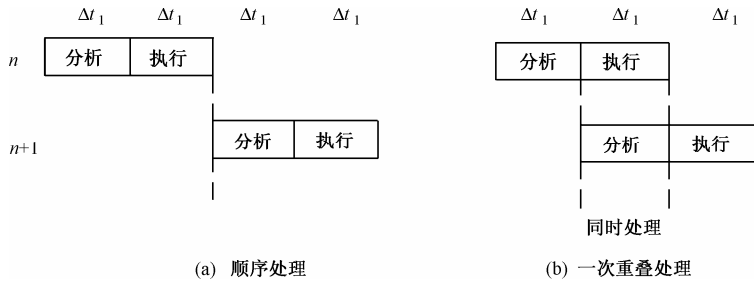 Δt1 Δt1 Δt1 Δt1 Δt1 Δt1 Δt1
n 分析 执行 分析 执行
n+1 分析 执行 分析 执行
同时处理
(a) 顺序处理 (b) 一次重叠处理